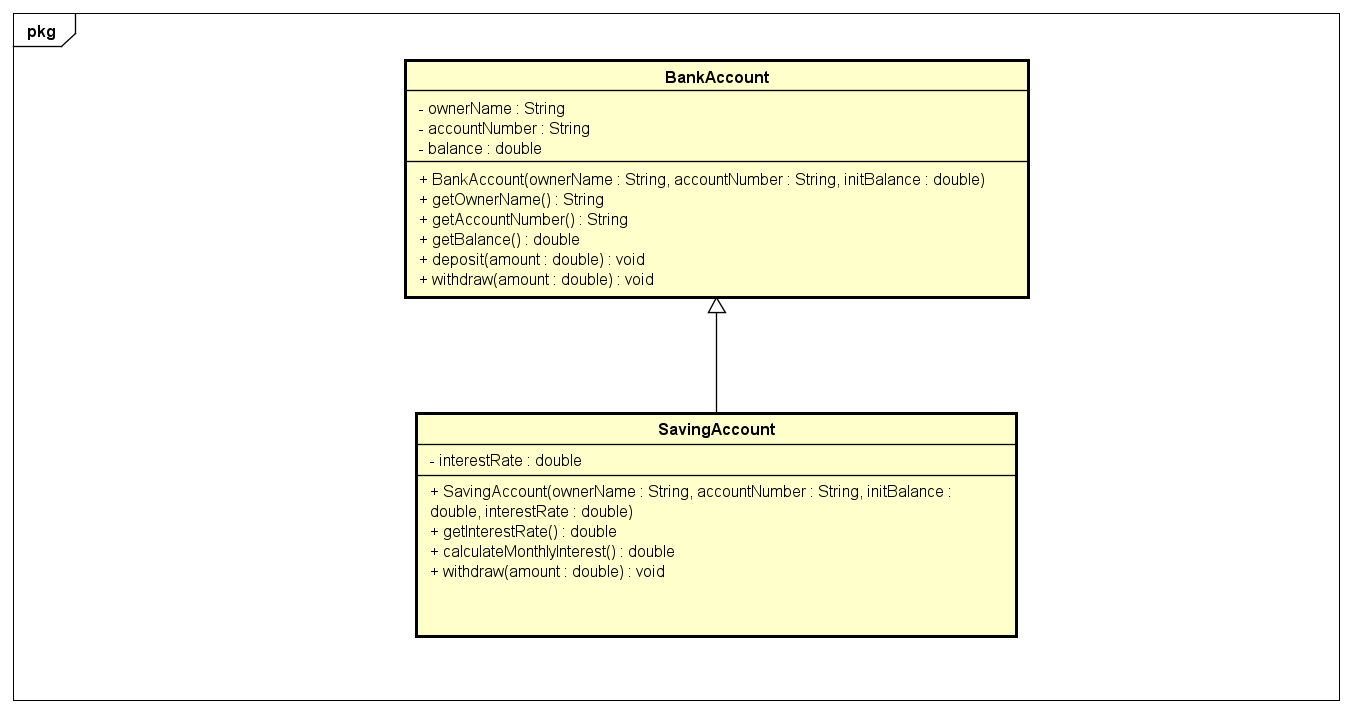 pkg
BankAccount
- ownerName : String
- accountNumber : String
- balance : double
+ BankAccount(ownerName : String, accountNumber : String, initBalance : double)
+ getOwnerName() : String
+ getAccountNumber() : String
+ getBalance() : double
+ deposit(amount : double) : void
+ withdraw(amount : double) : void
SavingAccount
- interestRate : double
+ SavingAccount(ownerName : String, accountNumber : String, initBalance :
double, interestRate : double)
+ getInterestRate() : double
+ calculateMonthlyInterest() : double
+ withdraw(amount : double) : void